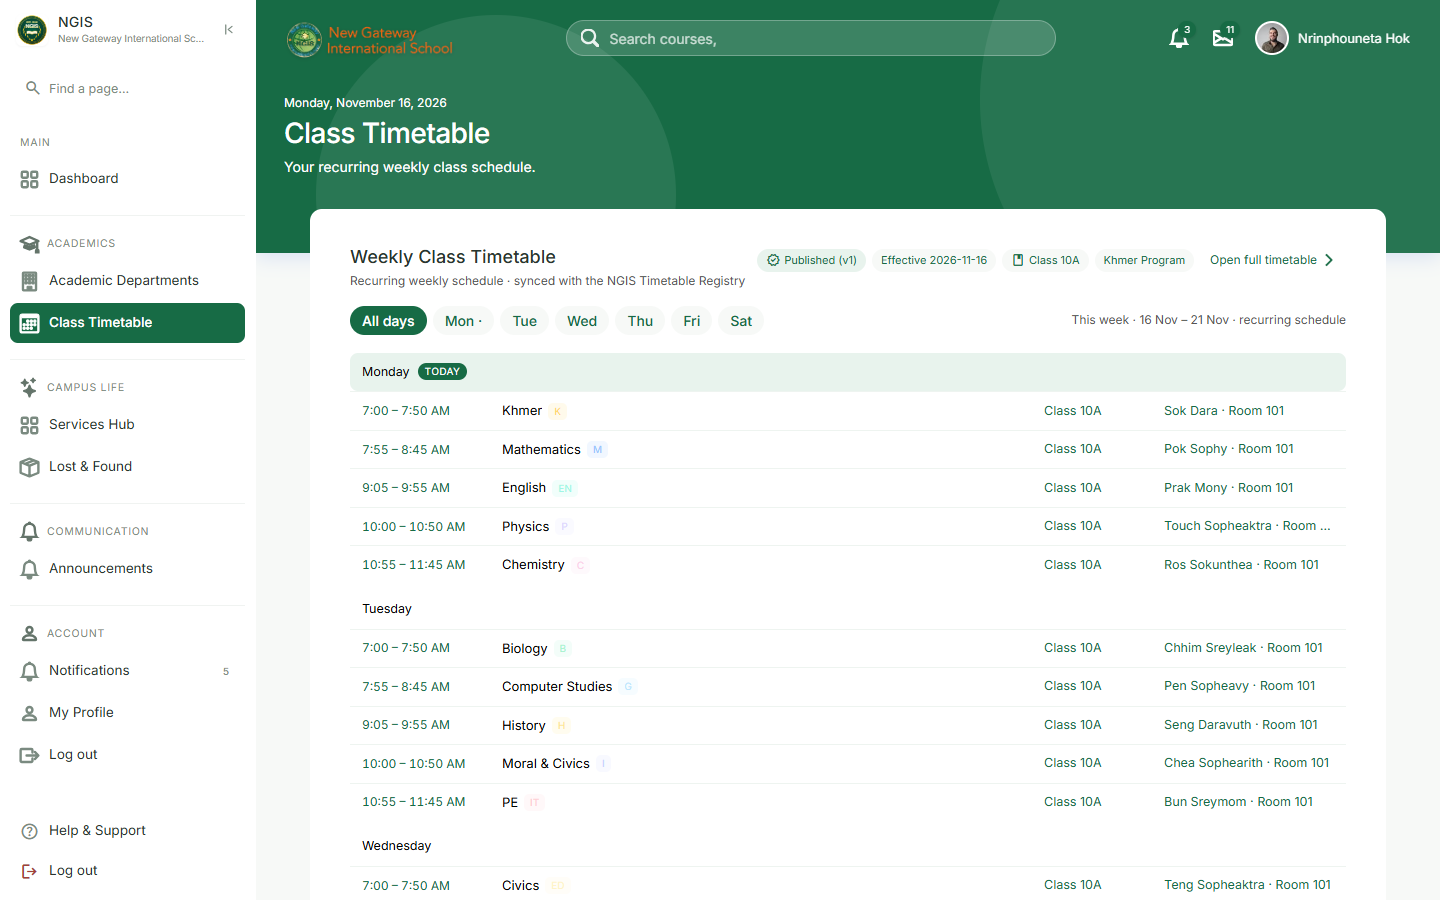 NGIS
New Gateway International Sc...
Find a page...
MAIN
Dashboard
ACADEMICS
Academic Departments
Class Timetable
CAMPUS LIFE
Services Hub
Lost & Found
COMMUNICATION
Announcements
ACCOUNT
Notifications 5
My Profile
Log out
Help & Support
Log out
New Gateway
International School
Search courses,
3
11
Nrinphouneta Hok
Monday, November 16, 2026
Class Timetable
Your recurring weekly class schedule.
Weekly Class Timetable
Recurring weekly schedule · synced with the NGIS Timetable Registry
Published (v1) Effective 2026-11-16 Class 10A Khmer Program Open full timetable
All days Mon · Tue Wed Thu Fri Sat
This week · 16 Nov – 21 Nov · recurring schedule
Monday TODAY
7:00 – 7:50 AM Khmer K Class 10A Sok Dara · Room 101
7:55 – 8:45 AM Mathematics M Class 10A Pok Sophy · Room 101
9:05 – 9:55 AM English EN Class 10A Prak Mony · Room 101
10:00 – 10:50 AM Physics P Class 10A Touch Sopheaktra · Room ...
10:55 – 11:45 AM Chemistry C Class 10A Ros Sokunthea · Room 101
Tuesday
7:00 – 7:50 AM Biology B Class 10A Chhim Sreyleak · Room 101
7:55 – 8:45 AM Computer Studies G Class 10A Pen Sopheavy · Room 101
9:05 – 9:55 AM History H Class 10A Seng Daravuth · Room 101
10:00 – 10:50 AM Moral & Civics I Class 10A Chea Sophearith · Room 101
10:55 – 11:45 AM PE IT Class 10A Bun Sreymom · Room 101
Wednesday
7:00 – 7:50 AM Civics ED Class 10A Teng Sopheaktra · Room 101